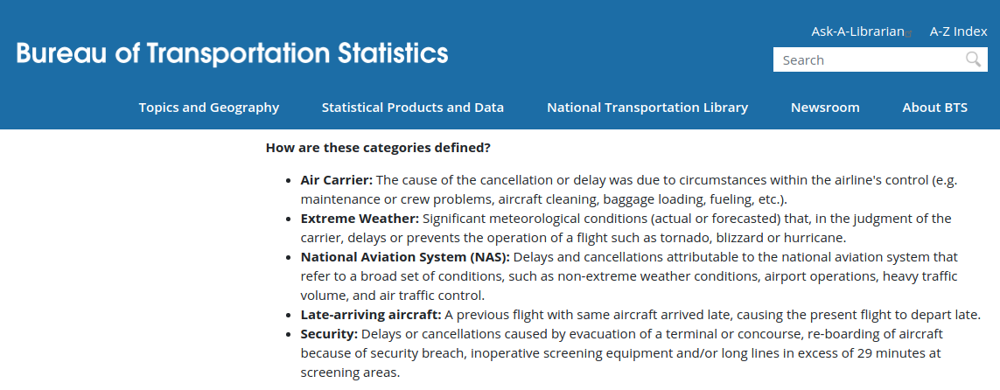 Ask-A-Librarian A-Z Index
Bureau of Transportation Statistics
Search
Topics and Geography Statistical Products and Data National Transportation Library Newsroom About BTS
How are these categories defined?
• Air Carrier: The cause of the cancellation or delay was due to circumstances within the airline's control (e.g.
maintenance or crew problems, aircraft cleaning, baggage loading, fueling, etc.).
• Extreme Weather: Significant meteorological conditions (actual or forecasted) that, in the judgment of the
carrier, delays or prevents the operation of a flight such as tornado, blizzard or hurricane.
• National Aviation System (NAS): Delays and cancellations attributable to the national aviation system that
refer to a broad set of conditions, such as non-extreme weather conditions, airport operations, heavy traffic
volume, and air traffic control.
• Late-arriving aircraft: A previous flight with same aircraft arrived late, causing the present flight to depart late.
• Security: Delays or cancellations caused by evacuation of a terminal or concourse, re-boarding of aircraft
because of security breach, inoperative screening equipment and/or long lines in excess of 29 minutes at
screening areas.